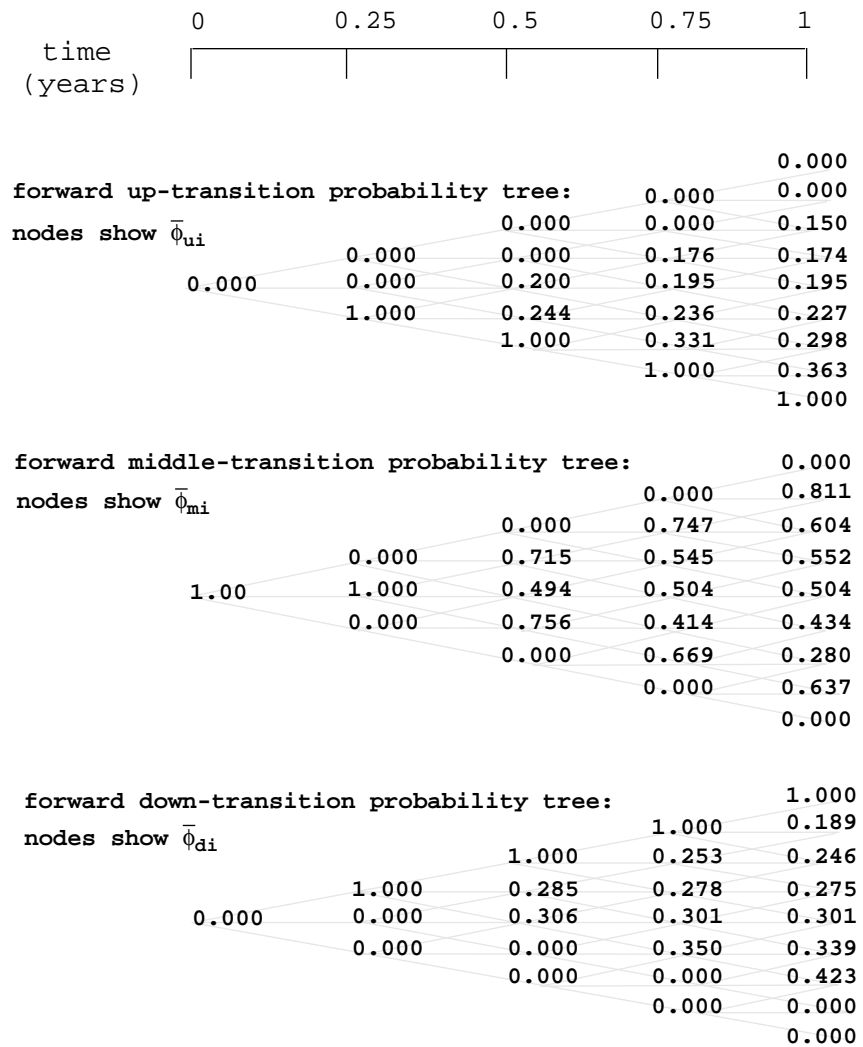 0 0.25 0.5 0.75 1
time
(years)
0.000
forward up-transition probability tree:
0.000 0.000
nodes show ϕ̄ui
0.000 0.000 0.150
0.000 0.000 0.176 0.174
0.000 0.000 0.200 0.195 0.195
1.000 0.244 0.236 0.227
1.000 0.331 0.298
1.000 0.363
1.000
forward middle-transition probability tree:
0.000
0.000 0.811
nodes show ϕ̄mi
0.000 0.747 0.604
0.000 0.715 0.545 0.552
1.00 1.000 0.494 0.504 0.504
0.000 0.756 0.414 0.434
0.000 0.669 0.280
0.000 0.637
0.000
forward down-transition probability tree:
1.000
1.000 0.189
nodes show ϕ̄di
1.000 0.253 0.246
1.000 0.285 0.278 0.275
0.000 0.000 0.306 0.301 0.301
0.000 0.000 0.350 0.339
0.000 0.000 0.423
0.000 0.000
0.000